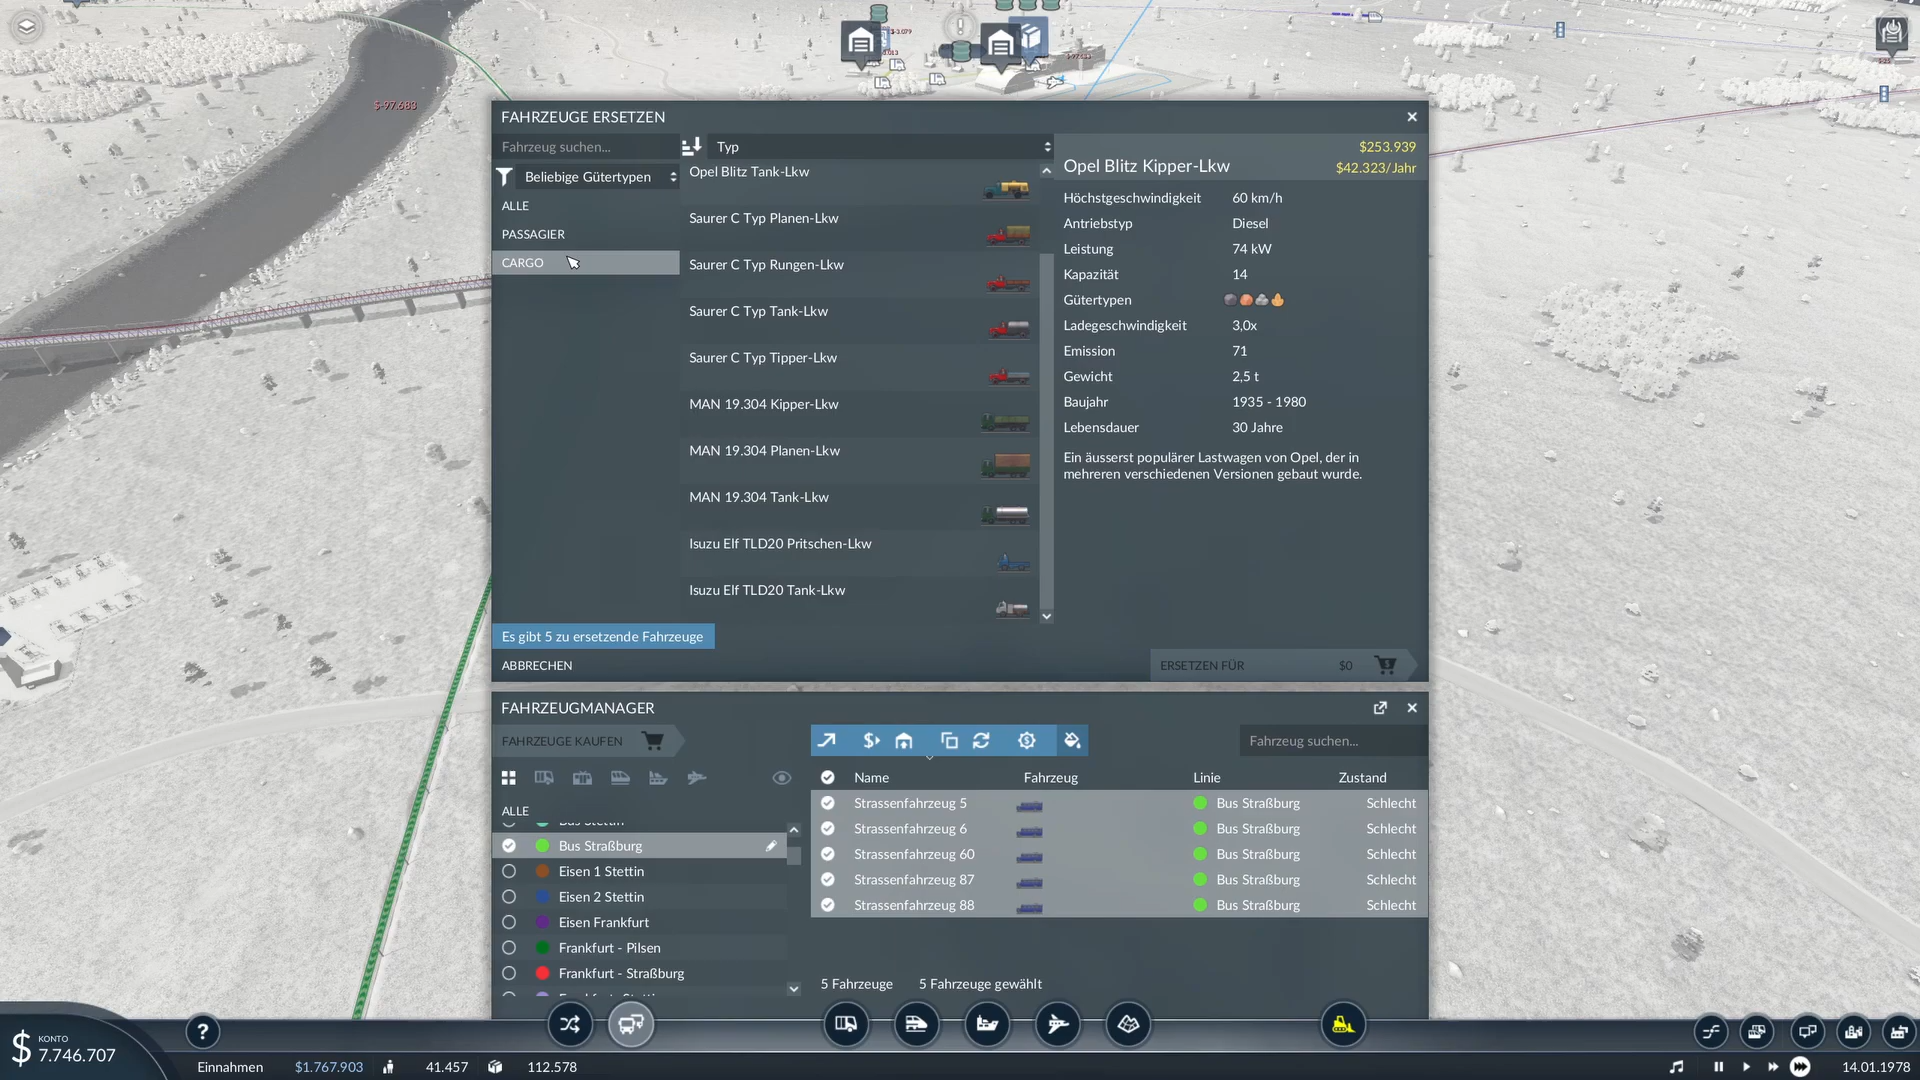 $-97.683
FAHRZEUGE ERSETZEN
Fahrzeug suchen...
Typ
Beliebige Gütertypen
ALLE
PASSAGIER
CARGO
Opel Blitz Tank-Lkw
Saurer C Typ Planen-Lkw
Saurer C Typ Rungen-Lkw
Saurer C Typ Tank-Lkw
Saurer C Typ Tipper-Lkw
MAN 19.304 Kipper-Lkw
MAN 19.304 Planen-Lkw
MAN 19.304 Tank-Lkw
Isuzu Elf TLD20 Pritschen-Lkw
Isuzu Elf TLD20 Tank-Lkw
$253.939
Opel Blitz Kipper-Lkw
$42.323/Jahr
Höchstgeschwindigkeit 60 km/h
Antriebstyp Diesel
Leistung 74 kW
Kapazität 14
Gütertypen
Ladegeschwindigkeit 3,0x
Emission 71
Gewicht 2,5 t
Baujahr 1935 - 1980
Lebensdauer 30 Jahre
Ein äusserst populärer Lastwagen von Opel, der in
mehreren verschiedenen Versionen gebaut wurde.
Es gibt 5 zu ersetzende Fahrzeuge
ABBRECHEN
ERSETZEN FÜR $0
FAHRZEUGMANAGER
FAHRZEUGE KAUFEN
Fahrzeug suchen...
ALLE
Bus Stettin
Bus Straßburg
Eisen 1 Stettin
Eisen 2 Stettin
Eisen Frankfurt
Frankfurt - Pilsen
Frankfurt - Straßburg
Name Fahrzeug Linie Zustand
Strassenfahrzeug 5 Bus Straßburg Schlecht
Strassenfahrzeug 6 Bus Straßburg Schlecht
Strassenfahrzeug 60 Bus Straßburg Schlecht
Strassenfahrzeug 87 Bus Straßburg Schlecht
Strassenfahrzeug 88 Bus Straßburg Schlecht
5 Fahrzeuge 5 Fahrzeuge gewählt
$ KONTO
7.746.707
?
Einnahmen $1.767.903 41.457 112.578
14.01.1978